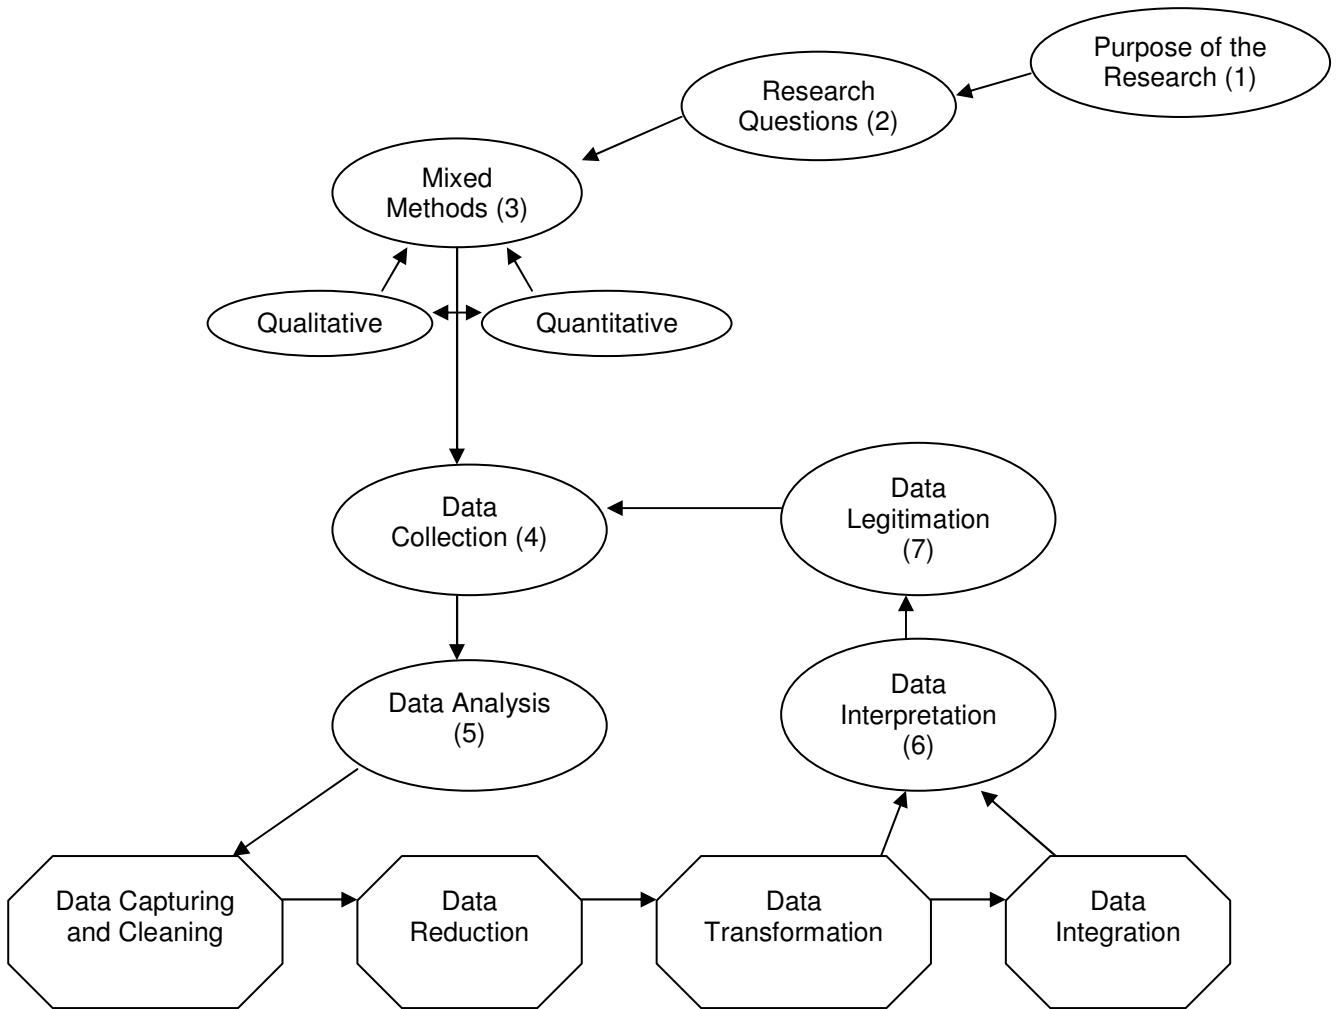 Purpose of the
Research (1)
Research
Questions (2)
Mixed
Methods (3)
Qualitative
Quantitative
Data
Collection (4)
Data
Legitimation
(7)
Data Analysis
(5)
Data
Interpretation
(6)
Data Capturing
and Cleaning
Data
Reduction
Data
Transformation
Data
Integration